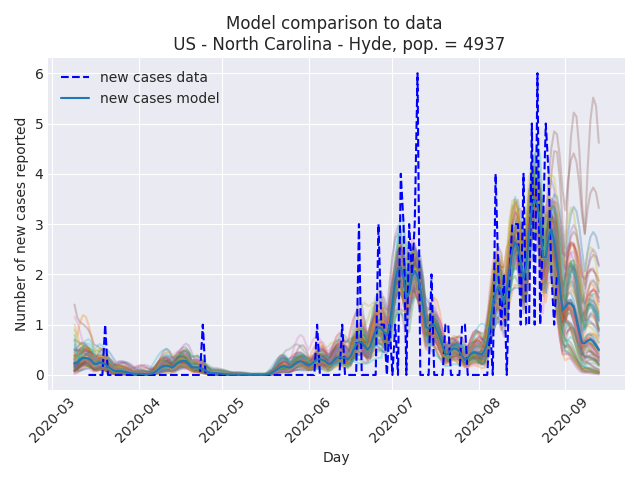 Model comparison to data
US - North Carolina - Hyde, pop. = 4937
new cases data
new cases model
Number of new cases reported
6
5
4
3
2
1
0
2020-03
2020-04
2020-05
2020-06
2020-07
2020-08
2020-09
Day